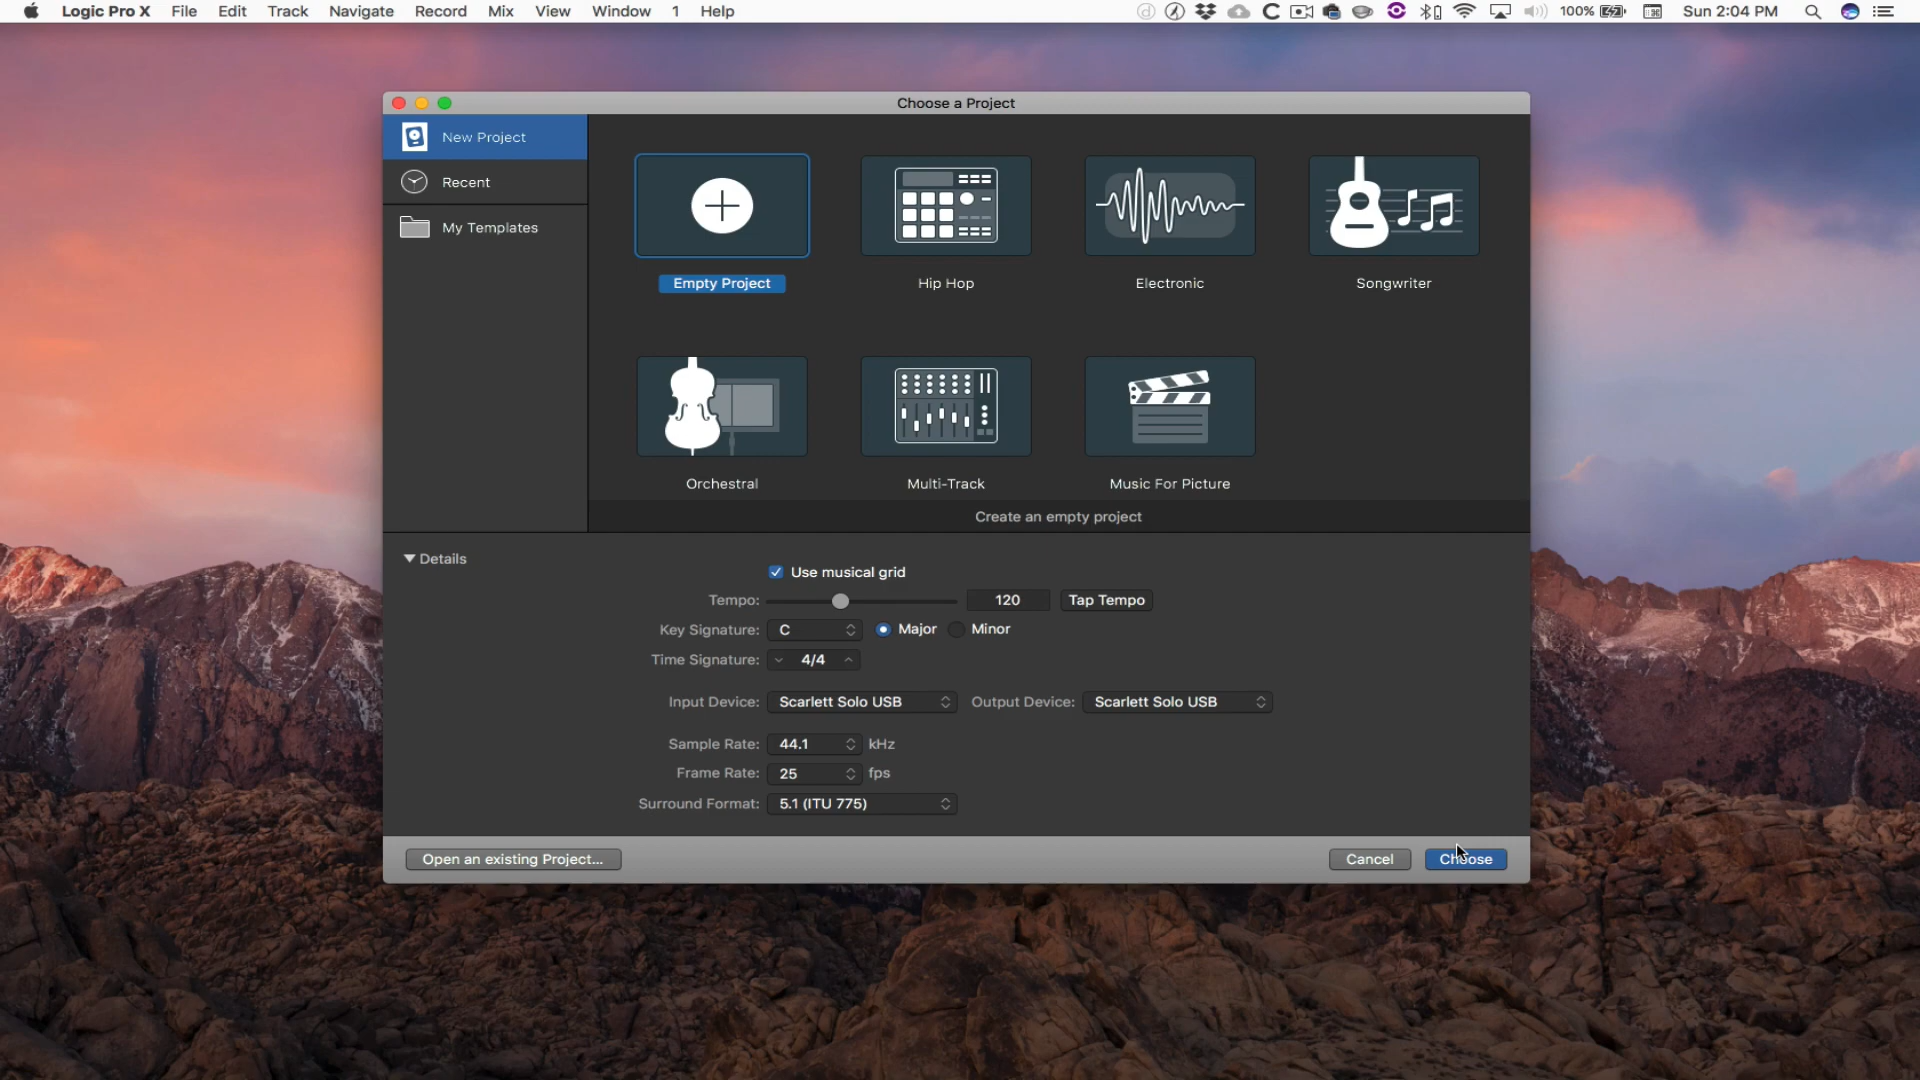 Logic Pro X File Edit Track Navigate Record Mix View Window 1 Help 100% Sun 2:04 PM
Choose a Project
New Project
Recent
My Templates
Empty Project Hip Hop Electronic Songwriter
Orchestral Multi-Track Music For Picture
Create an empty project
Details
Use musical grid
Tempo: 120 Tap Tempo
Key Signature: C Major Minor
Time Signature: 4/4
Input Device: Scarlett Solo USB Output Device: Scarlett Solo USB
Sample Rate: 44.1 kHz
Frame Rate: 25 fps
Surround Format: 5.1 (ITU 775)
Open an existing Project... Cancel Choose